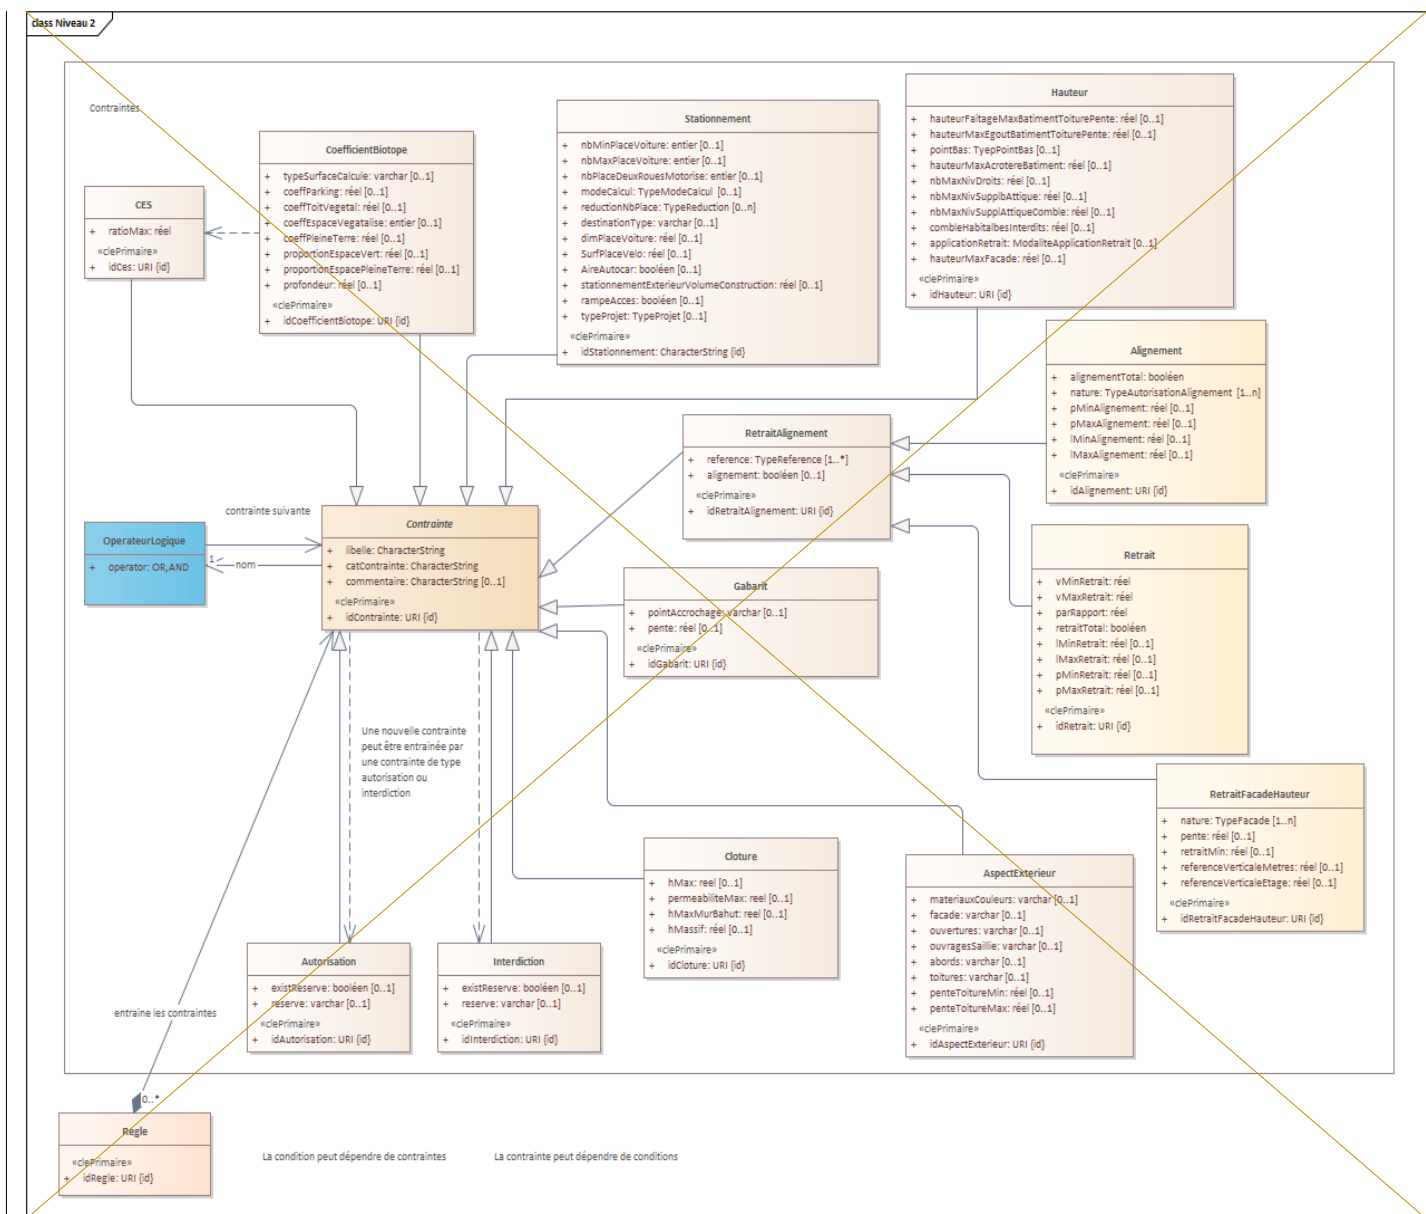 class Niveau 2
Contraintes
CES
+ ratioMax: réel
«clePrimaire»
+ idCes: URI {id}
CoefficientBiotope
+ typeSurfaceCalcule: varchar [0..1]
+ coeffParking: réel [0..1]
+ coeffToitVegetal: réel [0..1]
+ coeffEspaceVegatalise: entier [0..1]
+ coeffPleineTerre: réel [0..1]
+ proportionEspaceVert: réel [0..1]
+ proportionEspacePleineTerre: réel [0..1]
+ profondeur: réel [0..1]
«clePrimaire»
+ idCoefficientBiotope: URI {id}
Stationnement
+ nbMinPlaceVoiture: entier [0..1]
+ nbMaxPlaceVoiture: entier [0..1]
+ nbPlaceDeuxRouesMotorise: entier [0..1]
+ modeCalcul: TypeModeCalcul [0..1]
+ reductionNbPlace: TypeReduction [0..n]
+ destinationType: varchar [0..1]
+ dimPlaceVoiture: réel [0..1]
+ SurfPlaceVelo: réel [0..1]
+ AireAutocar: booléen [0..1]
+ stationnementExterieurVolumeConstruction: réel [0..1]
+ rampeAcces: booléen [0..1]
+ typeProjet: TypeProjet [0..1]
«clePrimaire»
+ idStationnement: CharacterString {id}
Hauteur
+ hauteurFaitageMaxBatimentToiturePente: réel [0..1]
+ hauteurMaxEgoutBatimentToiturePente: réel [0..1]
+ pointBas: TyepPointBas [0..1]
+ hauteurMaxAcrotereBatiment: réel [0..1]
+ nbMaxNivDroits: réel [0..1]
+ nbMaxNivSupplbAttique: réel [0..1]
+ nbMaxNivSupplAttiqueComble: réel [0..1]
+ combleHabitalbesInterdits: réel [0..1]
+ applicationRetrait: ModaliteApplicationRetrait [0..1]
+ hauteurMaxFacade: réel [0..1]
«clePrimaire»
+ idHauteur: URI {id}
Alignement
+ alignementTotal: booléen
+ nature: TypeAutorisationAlignement [1..n]
+ pMinAlignement: réel [0..1]
+ pMaxAlignement: réel [0..1]
+ lMinAlignement: réel [0..1]
+ lMaxAlignement: réel [0..1]
«clePrimaire»
+ idAlignement: URI {id}
RetraitAlignement
+ reference: TypeReference [1..*]
+ alignement: booléen [0..1]
«clePrimaire»
+ idRetraitAlignement: URI {id}
contrainte suivante
OperateurLogique
+ operator: OR,AND
1
nom
Contrainte
+ libelle: CharacterString
+ catContrainte: CharacterString
+ commentaire: CharacterString [0..1]
«clePrimaire»
+ idContrainte: URI {id}
Gabarit
+ pointAccrochage: varchar [0..1]
+ pente: réel [0..1]
«clePrimaire»
+ idGabarit: URI {id}
Retrait
+ vMinRetrait: réel
+ vMaxRetrait: réel
+ parRapport: réel
+ retraitTotal: booléen
+ lMinRetrait: réel [0..1]
+ lMaxRetrait: réel [0..1]
+ pMinRetrait: réel [0..1]
+ pMaxRetrait: réel [0..1]
«clePrimaire»
+ idRetrait: URI {id}
Une nouvelle contrainte
peut être entrainée par
une contrainte de type
autorisation ou
interdiction
RetraitFacadeHauteur
+ nature: TypeFacade [1..n]
+ pente: réel [0..1]
+ retraitMin: réel [0..1]
+ referenceVerticaleMetres: réel [0..1]
+ referenceVerticaleEtage: réel [0..1]
«clePrimaire»
+ idRetraitFacadeHauteur: URI {id}
Cloture
+ hMax: reel [0..1]
+ permeabiliteMax: reel [0..1]
+ hMaxMurBahut: reel [0..1]
+ hMassif: réel [0..1]
«clePrimaire»
+ idCloture: URI {id}
AspectExterieur
+ materiauxCouleurs: varchar [0..1]
+ facade: varchar [0..1]
+ ouvertures: varchar [0..1]
+ ouvragesSaillie: varchar [0..1]
+ abords: varchar [0..1]
+ toitures: varchar [0..1]
+ penteToitureMin: réel [0..1]
+ penteToitureMax: réel [0..1]
«clePrimaire»
+ idAspectExterieur: URI {id}
Autorisation
+ existReserve: booléen [0..1]
+ reserve: varchar [0..1]
«clePrimaire»
+ idAutorisation: URI {id}
Interdiction
+ existReserve: booléen [0..1]
+ reserve: varchar [0..1]
«clePrimaire»
+ idInterdiction: URI {id}
entraine les contraintes
0..*
Règle
«clePrimaire»
+ idRegle: URI {id}
La condition peut dépendre de contraintes
La contrainte peut dépendre de conditions